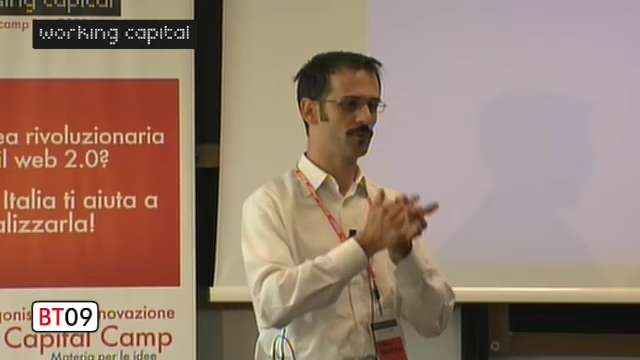 king capital
camp
working capital
ea rivoluzionaria
il web 2.0?
Italia ti aiuta a
alizzarla!
gonis
novazione
BT09
Capital Camp
Materia per le idee